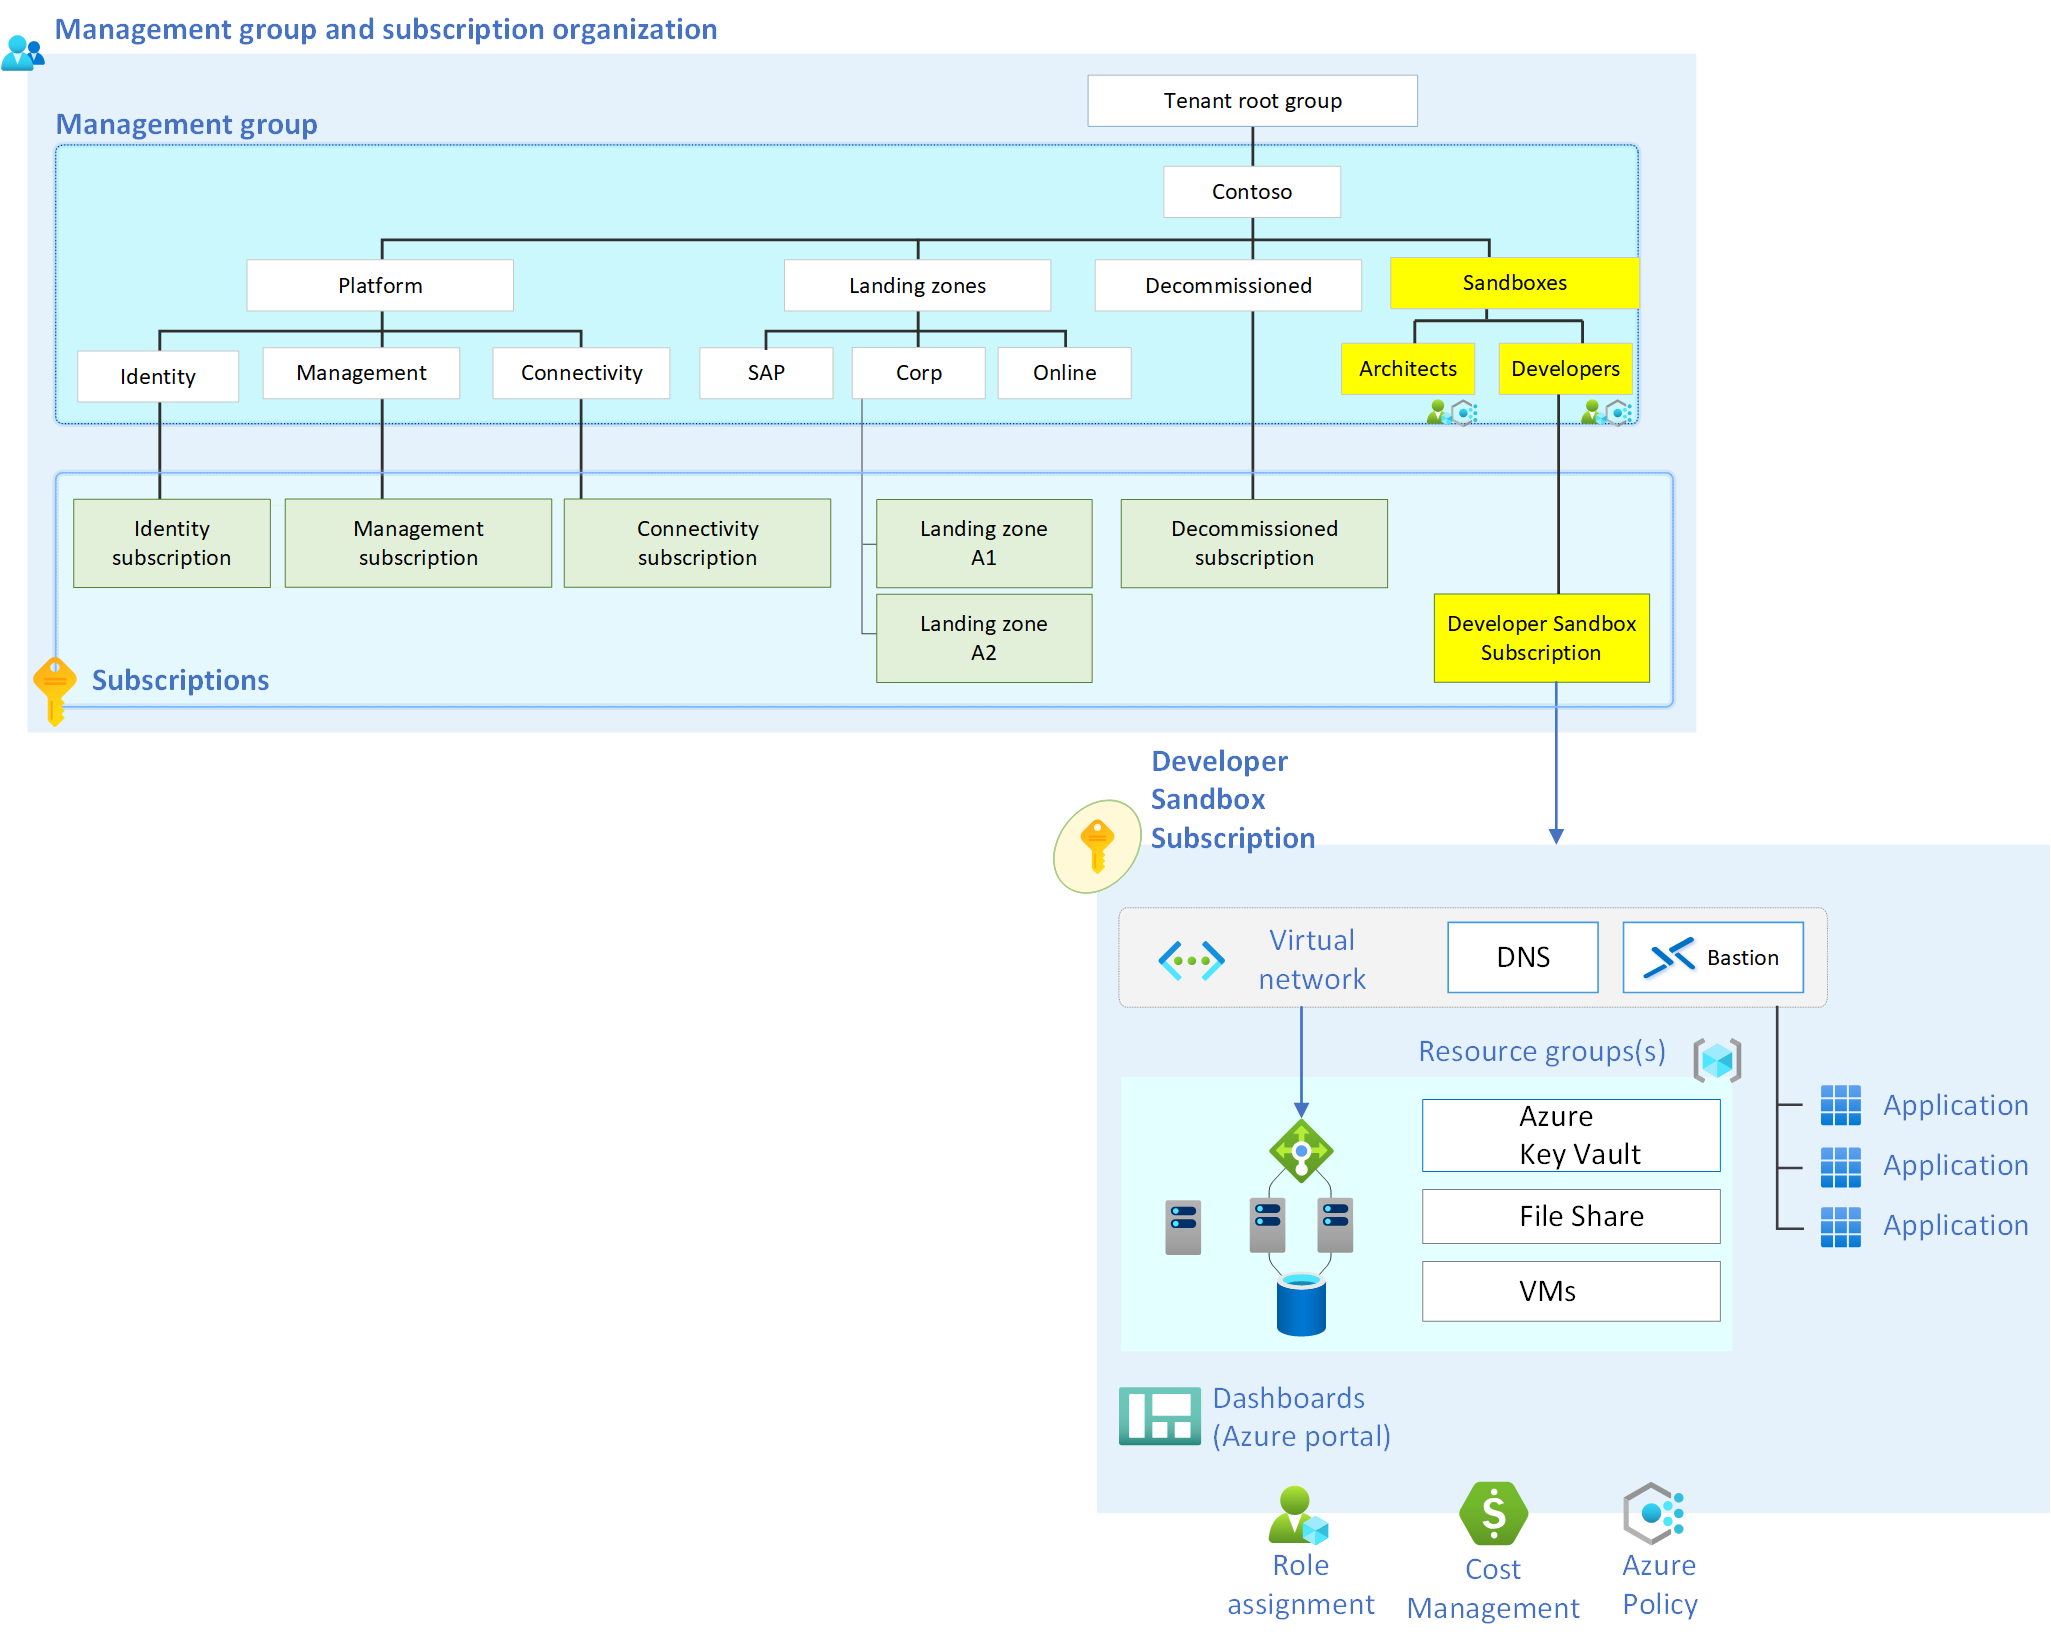 Management group and subscription organization
Tenant root group
Management group
Contoso
Platform
Landing zones
Decommissioned
Sandboxes
Identity
Management
Connectivity
SAP
Corp
Online
Architects
Developers
Identity
subscription
Management
subscription
Connectivity
subscription
Landing zone
A1
Decommissioned
subscription
Landing zone
A2
Developer Sandbox
Subscription
Subscriptions
Developer
Sandbox
Subscription
Virtual
network
DNS
Bastion
Resource groups(s)
Azure
Key Vault
File Share
VMs
Application
Application
Application
Dashboards
(Azure portal)
Role
assignment
Cost
Management
Azure
Policy